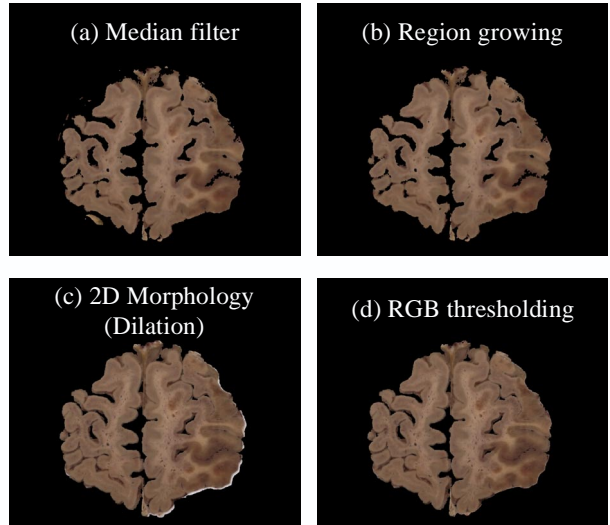 (a) Median filter
(b) Region growing
(c) 2D Morphology
(Dilation)
(d) RGB thresholding